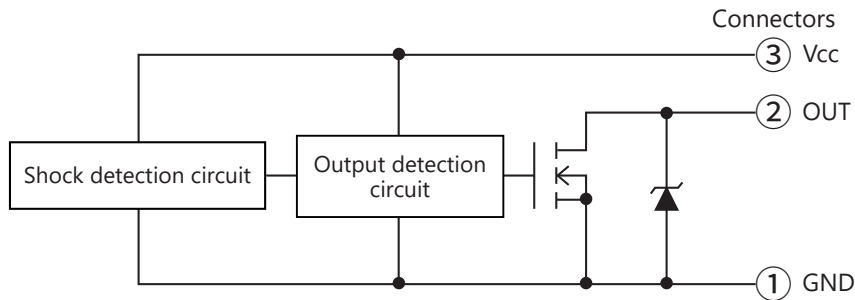 Connectors
③ Vcc
② OUT
Shock detection circuit
Output detection
circuit
① GND